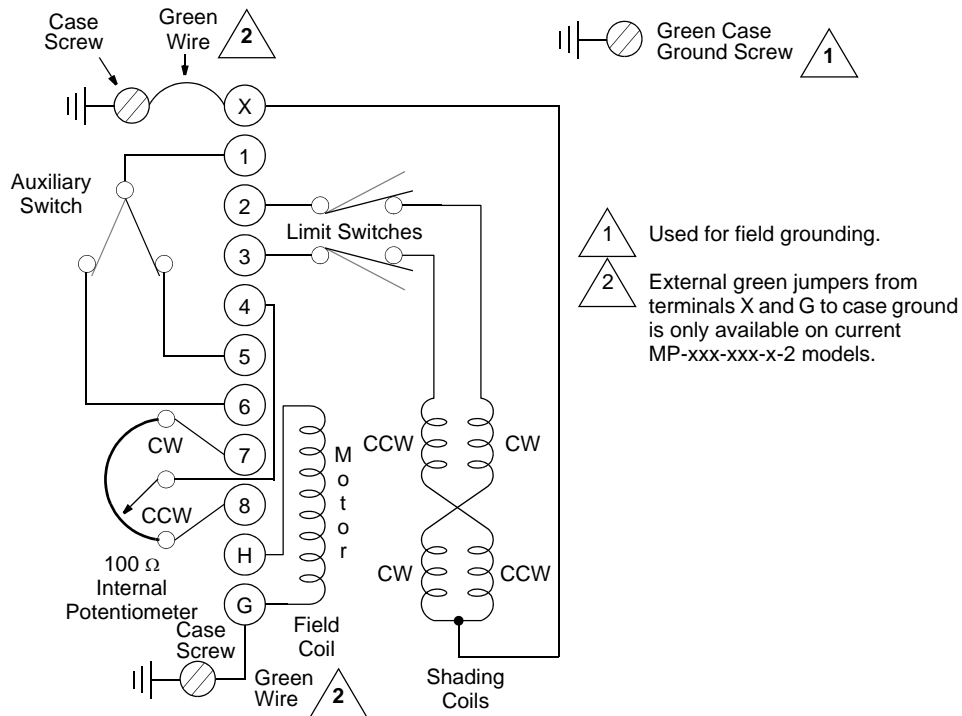 Case
Screw
Green
Wire
2
Green Case
Ground Screw
1
X
1
Auxiliary
Switch
2
Limit Switches
3
4
5
6
CW
7
CCW
8
100 Ω
Internal
Potentiometer
H
G
Motor
Field
Coil
Case
Screw
Green
Wire
2
CCW
CW
CW
CCW
Shading
Coils
1
Used for field grounding.
2
External green jumpers from
terminals X and G to case ground
is only available on current
MP-xxx-xxx-x-2 models.